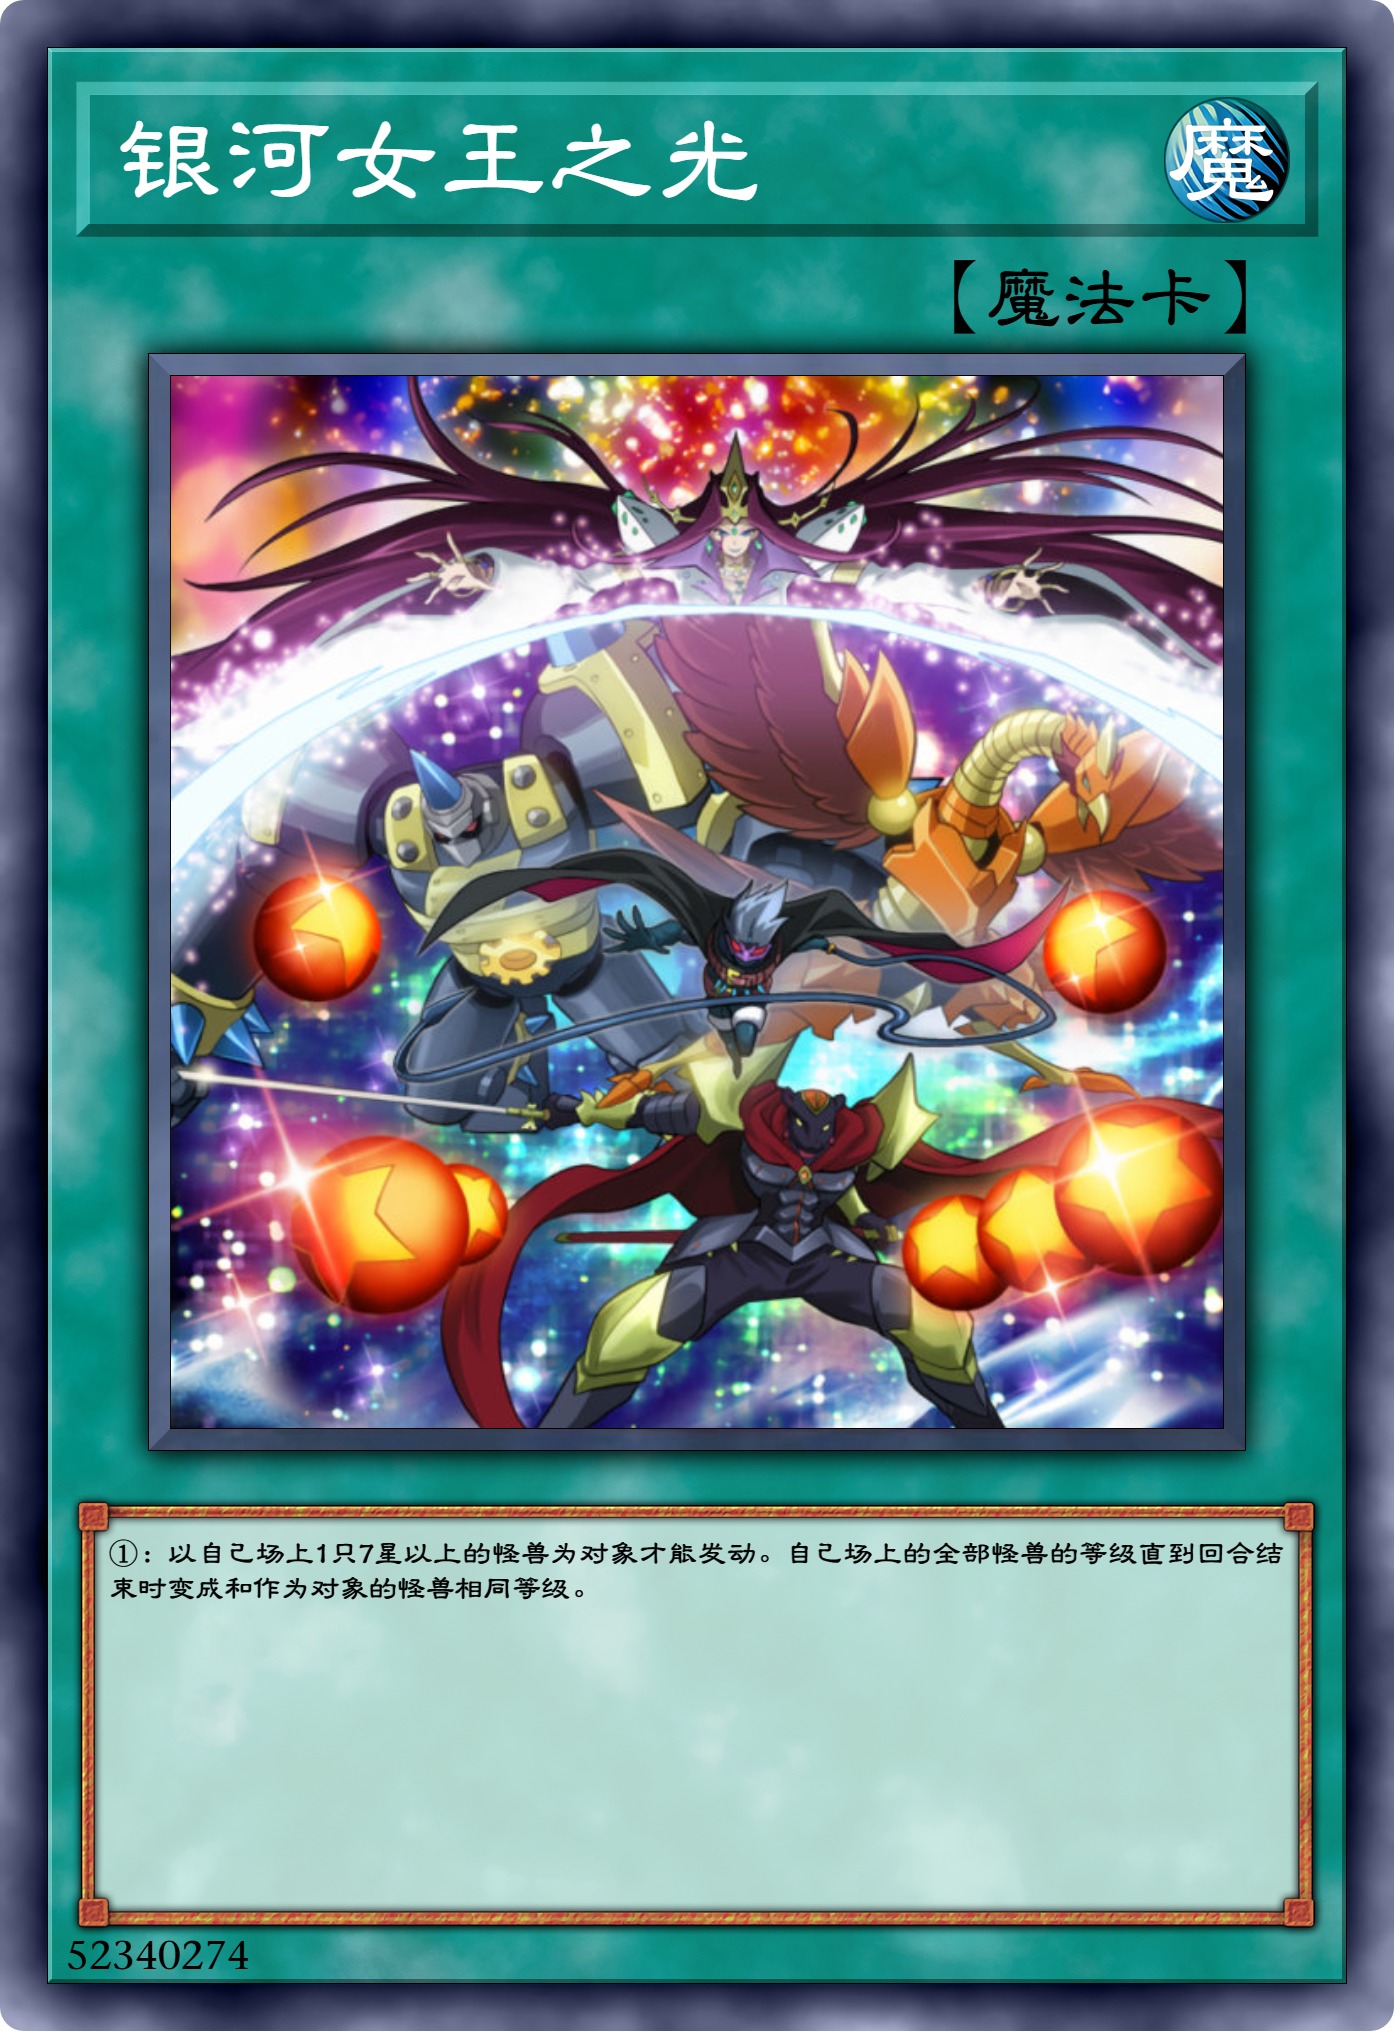 银河女王之光
魔
【魔法卡】
①：以自己场上1只7星以上的怪兽为对象才能发动。自己场上的全部怪兽的等级直到回合结
束时变成和作为对象的怪兽相同等级。
52340274